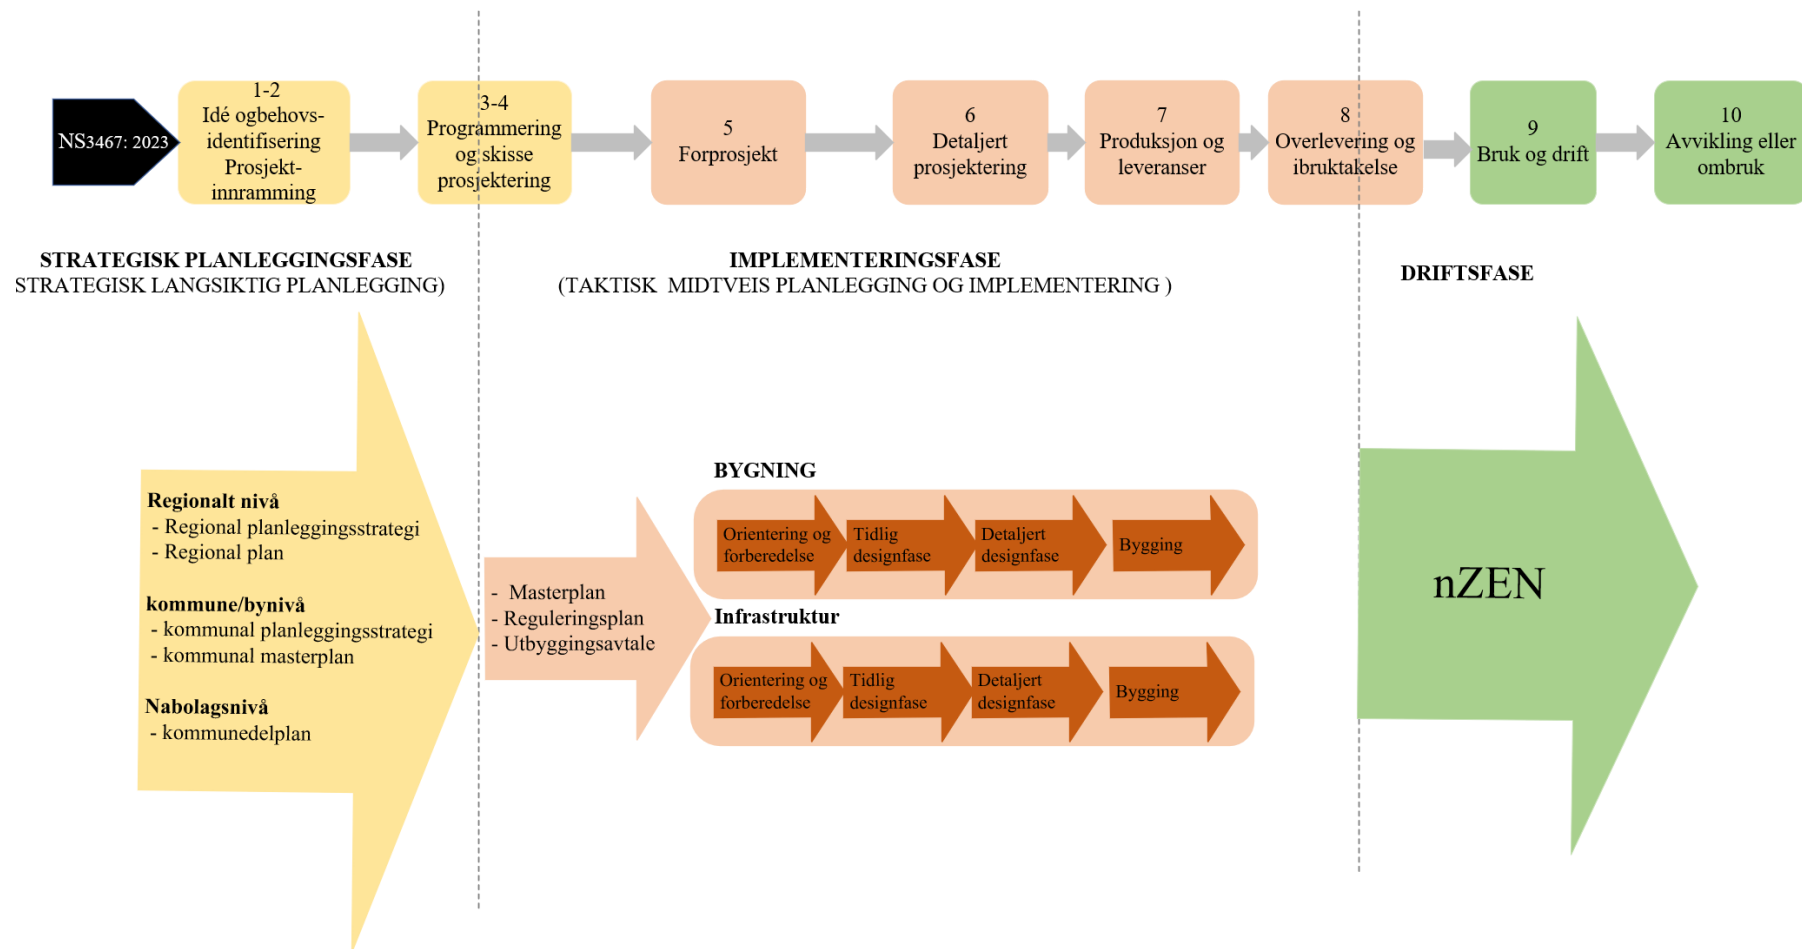 NS3467: 2023
1-2
Idé ogbehovs-
identifisering
Prosjekt-
innramming
3-4
Programmering
og skisse
prosjektering
5
Forprosjekt
6
Detaljert
prosjektering
7
Produksjon og
leveranser
8
Overlevering og
ibruktakelse
9
Bruk og drift
10
Avvikling eller
ombruk
STRATEGISK PLANLEGGINGSFASE
STRATEGISK LANGSIKTIG PLANLEGGING)
IMPLEMENTERINGSFASE
(TAKTISK MIDTVEIS PLANLEGGING OG IMPLEMENTERING )
DRIFTSFASE
Regionalt nivå
- Regional planleggingsstrategi
- Regional plan
kommune/bynivå
- kommunal planleggingsstrategi
- kommunal masterplan
Nabolagsnivå
- kommunedelplan
- Masterplan
- Reguleringsplan
- Utbyggingsavtale
BYGNING
Orientering og
forberedelse
Tidlig
designfase
Detaljert
designfase
Bygging
Infrastruktur
Orientering og
forberedelse
Tidlig
designfase
Detaljert
designfase
Bygging
nZEN